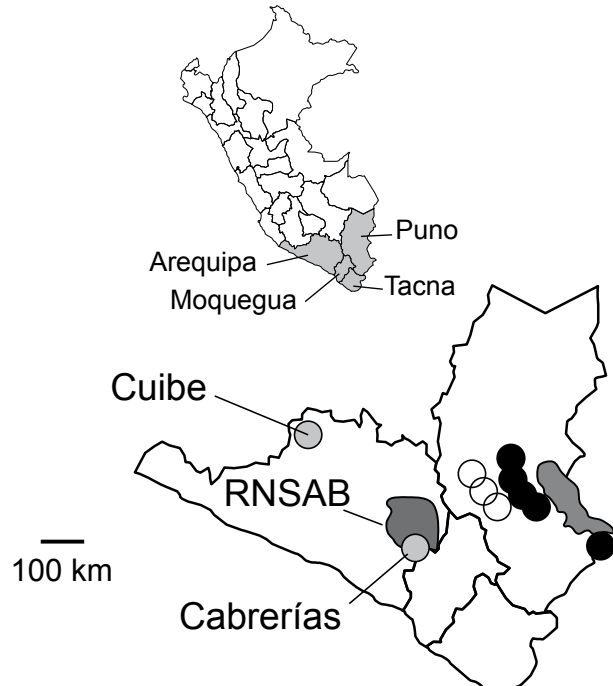 Puno
Arequipa
Moquegua
Tacna
Cuibe
RNSAB
100 km
Cabrerías